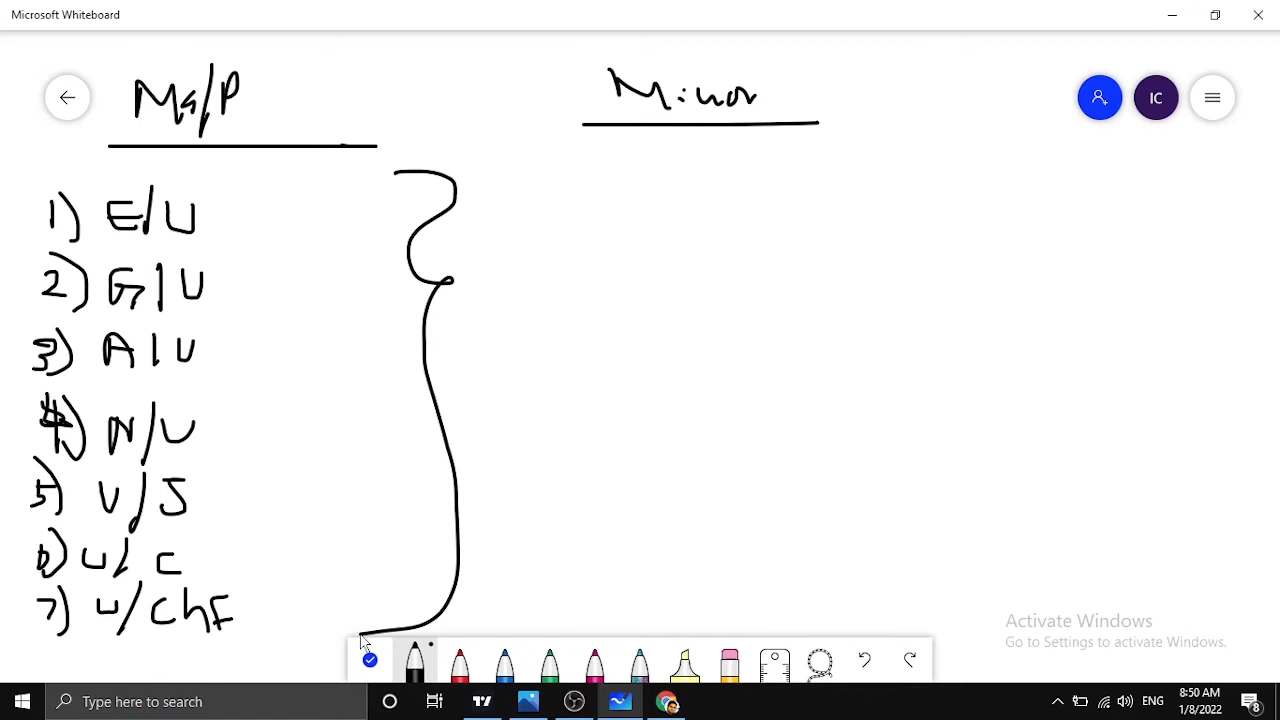 Microsoft Whiteboard
Ma/P
Minor
IC
1) E/U
2) G/U
3) A/U
4) N/U
5) U/J
6) U/C
7) U/CHF
Activate Windows
Go to Settings to activate Windows.
Type here to search
ENG
8:50 AM
1/8/2022
8